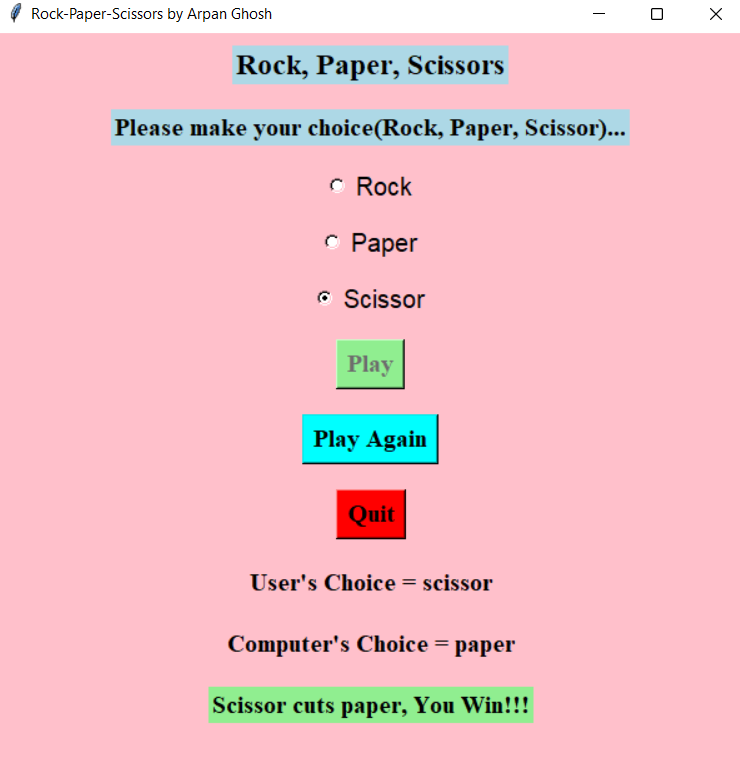 Rock-Paper-Scissors by Arpan Ghosh
Rock, Paper, Scissors
Please make your choice(Rock, Paper, Scissor)...
Rock
Paper
Scissor
Play
Play Again
Quit
User's Choice = scissor
Computer's Choice = paper
Scissor cuts paper, You Win!!!